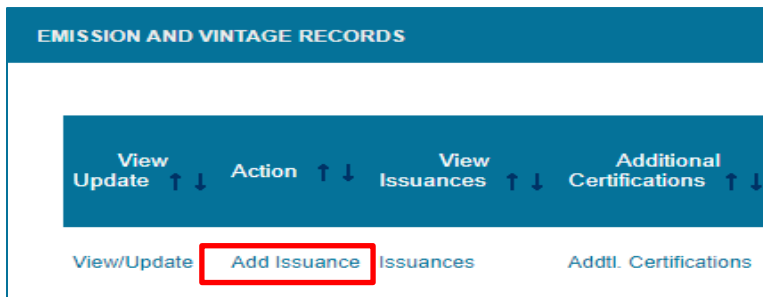 EMISSION AND VINTAGE RECORDS
View Update ↑ ↓ Action ↑ ↓ View Issuances ↑ ↓ Additional Certifications ↑ ↓
View/Update Add Issuance Issuances Addtl. Certifications